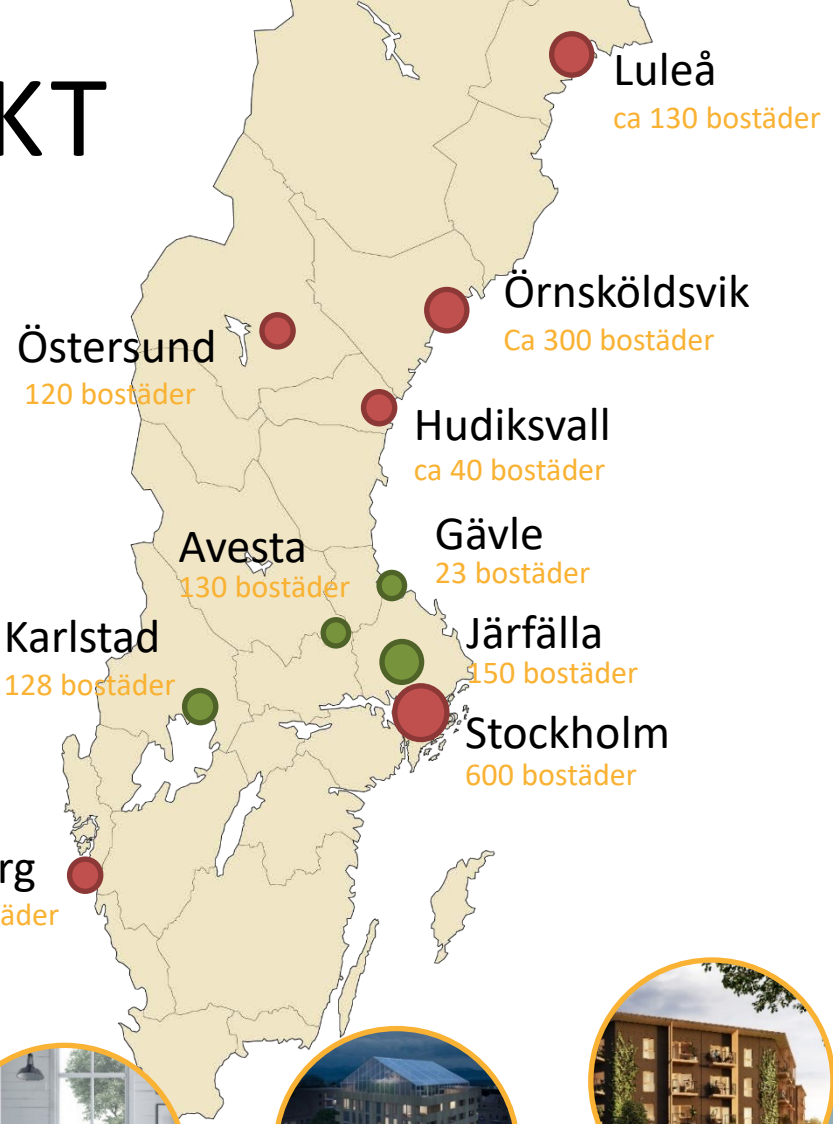 KT
Luleå
ca 130 bostäder
Örnsköldsvik
Ca 300 bostäder
Östersund
120 bostäder
Hudiksvall
ca 40 bostäder
Gävle
23 bostäder
Avesta
130 bostäder
Järfälla
150 bostäder
Karlstad
128 bostäder
Stockholm
600 bostäder
rg
äder